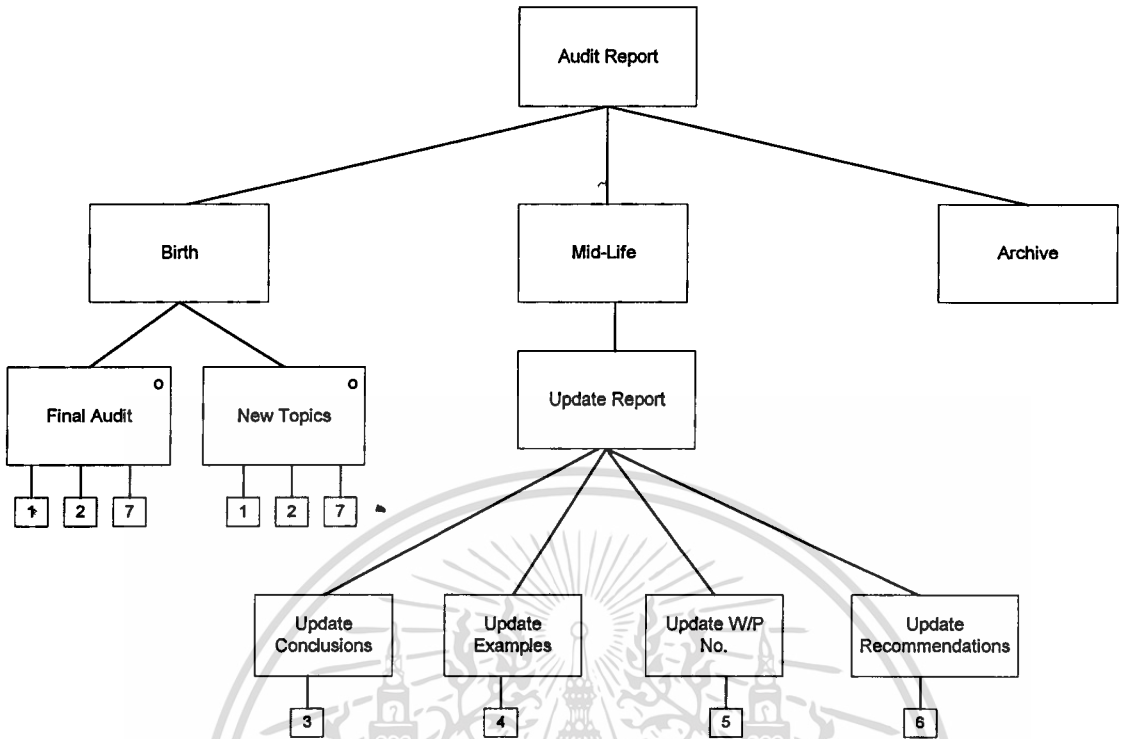 Audit Report
Birth
Mid-Life
Archive
Final Audit
o
New Topics
o
Update Report
1 2 7
1 2 7
Update
Conclusions
Update
Examples
Update W/P
No.
Update
Recommendations
3
4
5
6